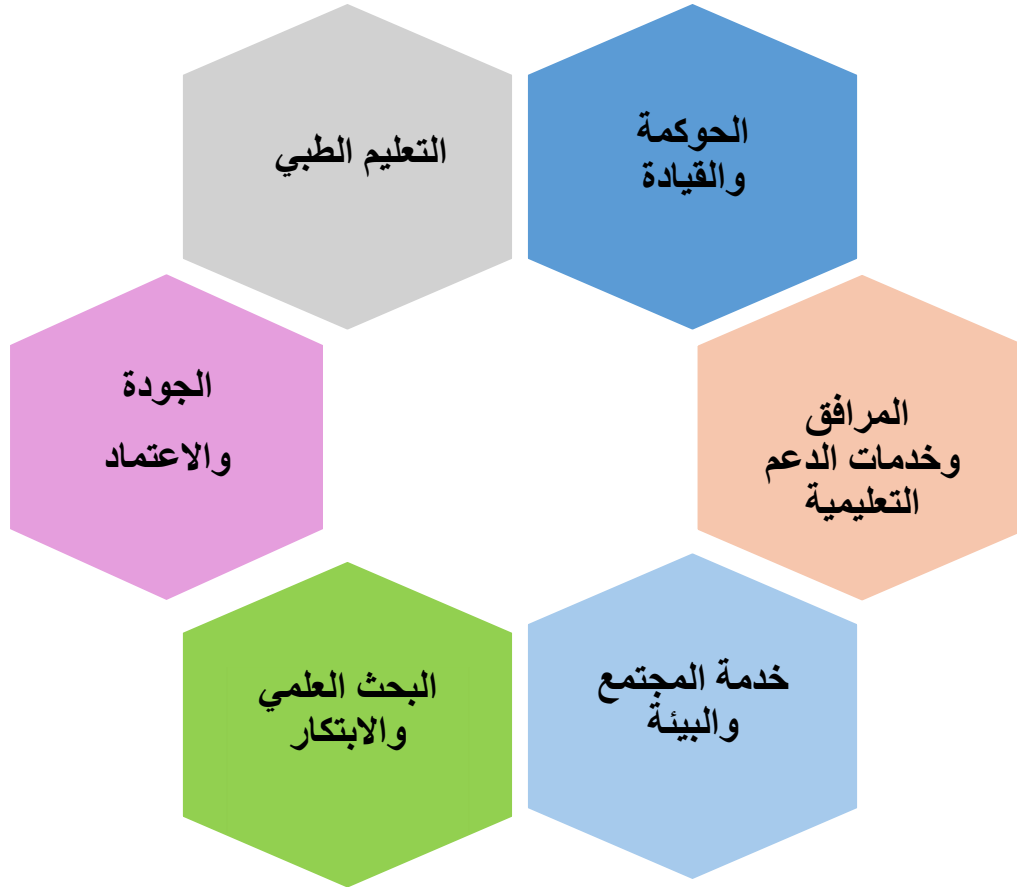 الحوكمة
والقيادة
التعليم الطبي
المرافق
وخدمات الدعم
التعليمية
الجودة
والاعتماد
خدمة المجتمع
والبيئة
البحث العلمي
والابتكار